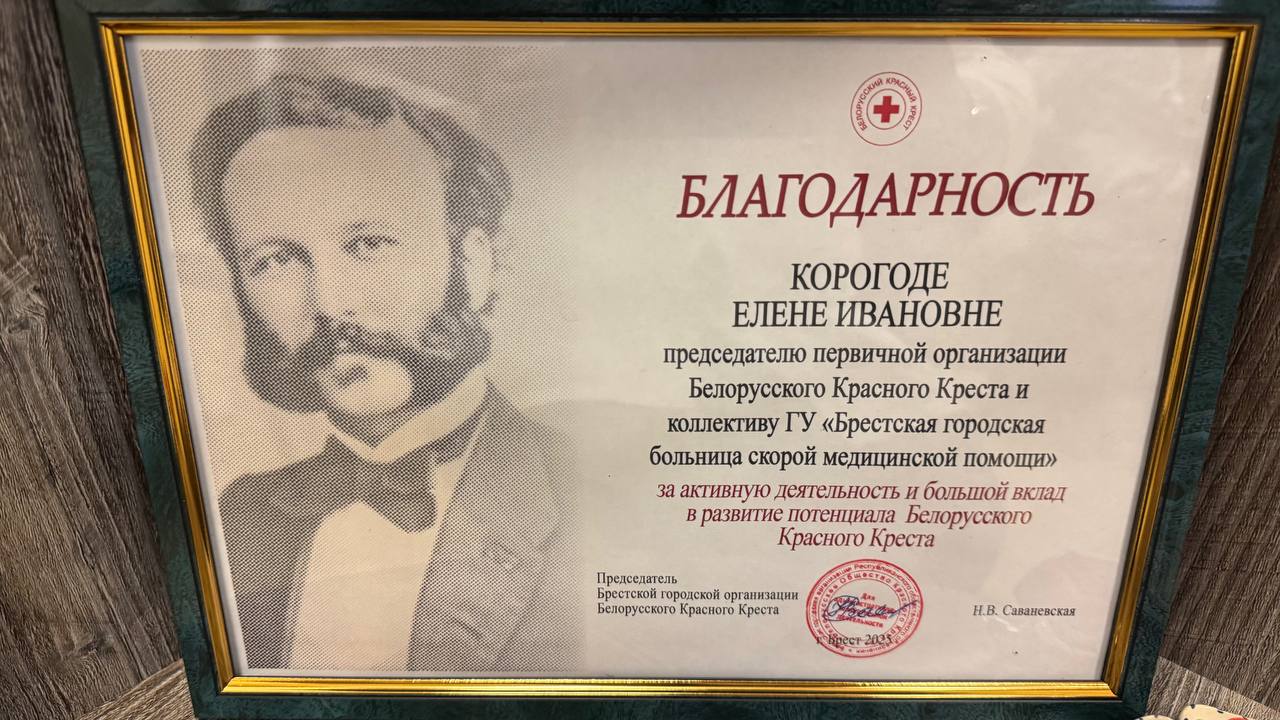 БЕЛОРУССКИЙ КРАСНЫЙ КРЕСТ
БЛАГОДАРНОСТЬ
КОРОГОДЕ
ЕЛЕНЕ ИВАНОВНЕ
председателю первичной организации
Белорусского Красного Креста и
коллективу ГУ «Брестская городская
больница скорой медицинской помощи»
за активную деятельность и большой вклад
в развитие потенциала Белорусского
Красного Креста
Председатель
Брестской городской организации
Белорусского Красного Креста
Для
деятельности
Н.В. Саваневская
г. Брест 2025